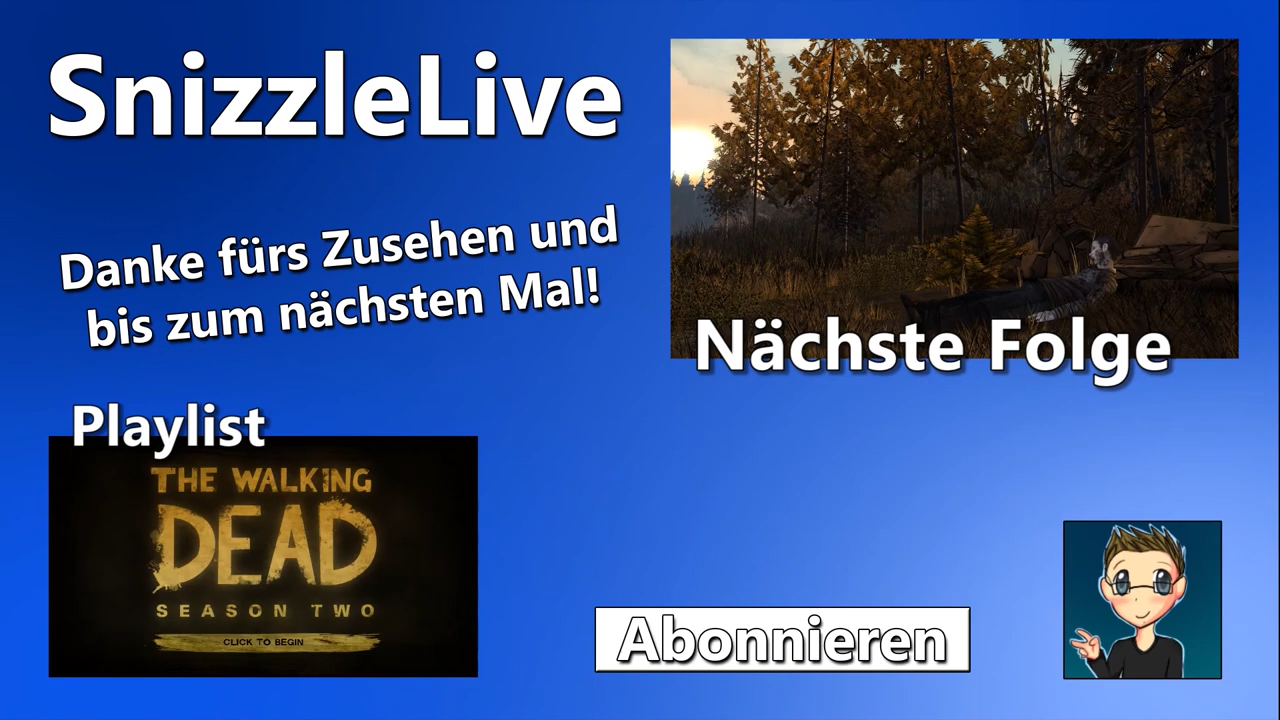 SnizzleLive
Danke fürs Zusehen und
bis zum nächsten Mal!
Nächste Folge
Playlist
THE WALKING
DEAD
SEASON TWO
CLICK TO BEGIN
Abonnieren